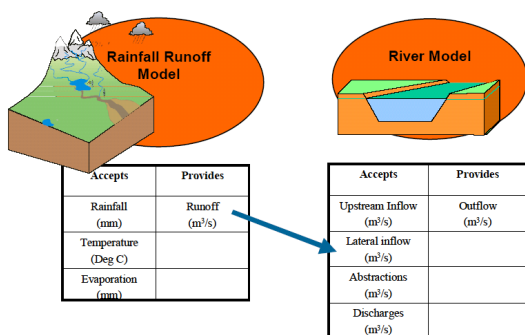 Rainfall Runoff
Model
River Model
Accepts Provides
Rainfall Runoff
(mm) (m³/s)
Temperature
(Deg C)
Evaporation
(mm)
Accepts Provides
Upstream Inflow Outflow
(m³/s) (m³/s)
Lateral inflow
(m³/s)
Abstractions
(m³/s)
Discharges
(m³/s)